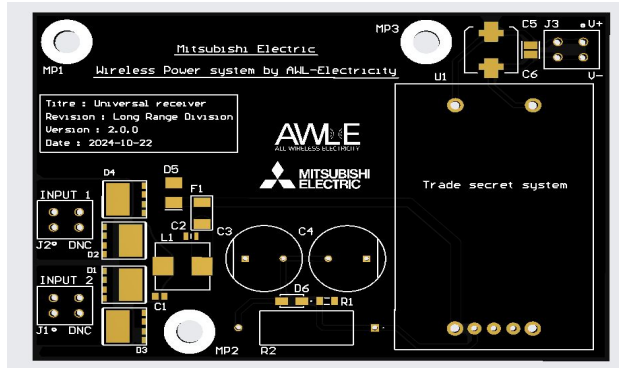 MP1
Mitsubishi Electric
Wireless Power system by AWL-Electricity
MP3
C5
J3
V+
C6
V-
U1
Titre : Universal receiver
Revision : Long Range Division
Version : 2.0.0
Date : 2024-10-22
AWLE
ALL WIRELESS ELECTRICITY
MITSUBISHI
ELECTRIC
Trade secret system
D4
D5
F1
INPUT 1
J2 DNC
D2
C2
L1
C3
C4
D1
INPUT 2
J1 DNC
C1
D3
MP2
D6
R1
R2